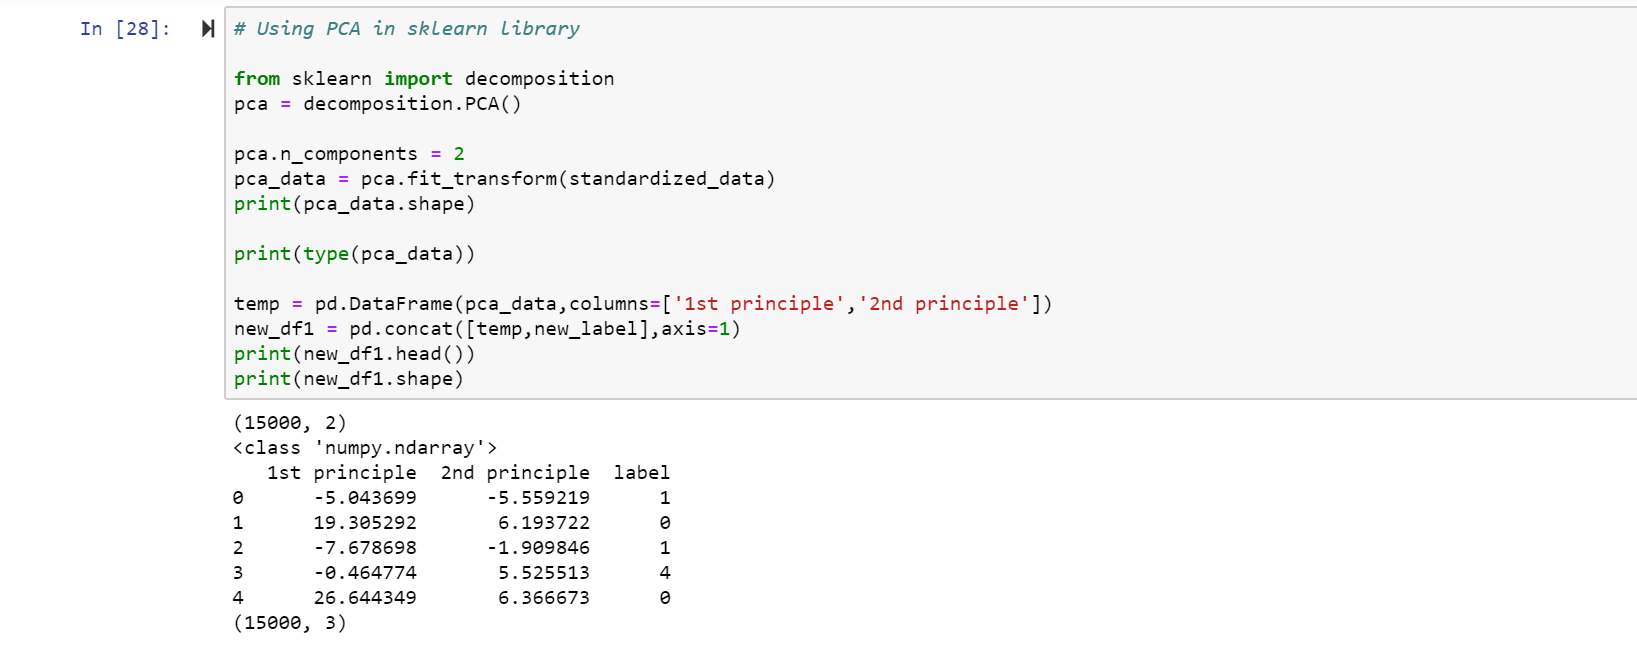 In [28]:
# Using PCA in sklearn library
from sklearn import decomposition
pca = decomposition.PCA()
pca.n_components = 2
pca_data = pca.fit_transform(standardized_data)
print(pca_data.shape)
print(type(pca_data))
temp = pd.DataFrame(pca_data,columns=['1st principle','2nd principle'])
new_df1 = pd.concat([temp,new_label],axis=1)
print(new_df1.head())
print(new_df1.shape)
(15000, 2)
<class 'numpy.ndarray'>
   1st principle  2nd principle  label
0      -5.043699      -5.559219      1
1      19.305292       6.193722      0
2      -7.678698      -1.909846      1
3      -0.464774       5.525513      4
4      26.644349       6.366673      0
(15000, 3)